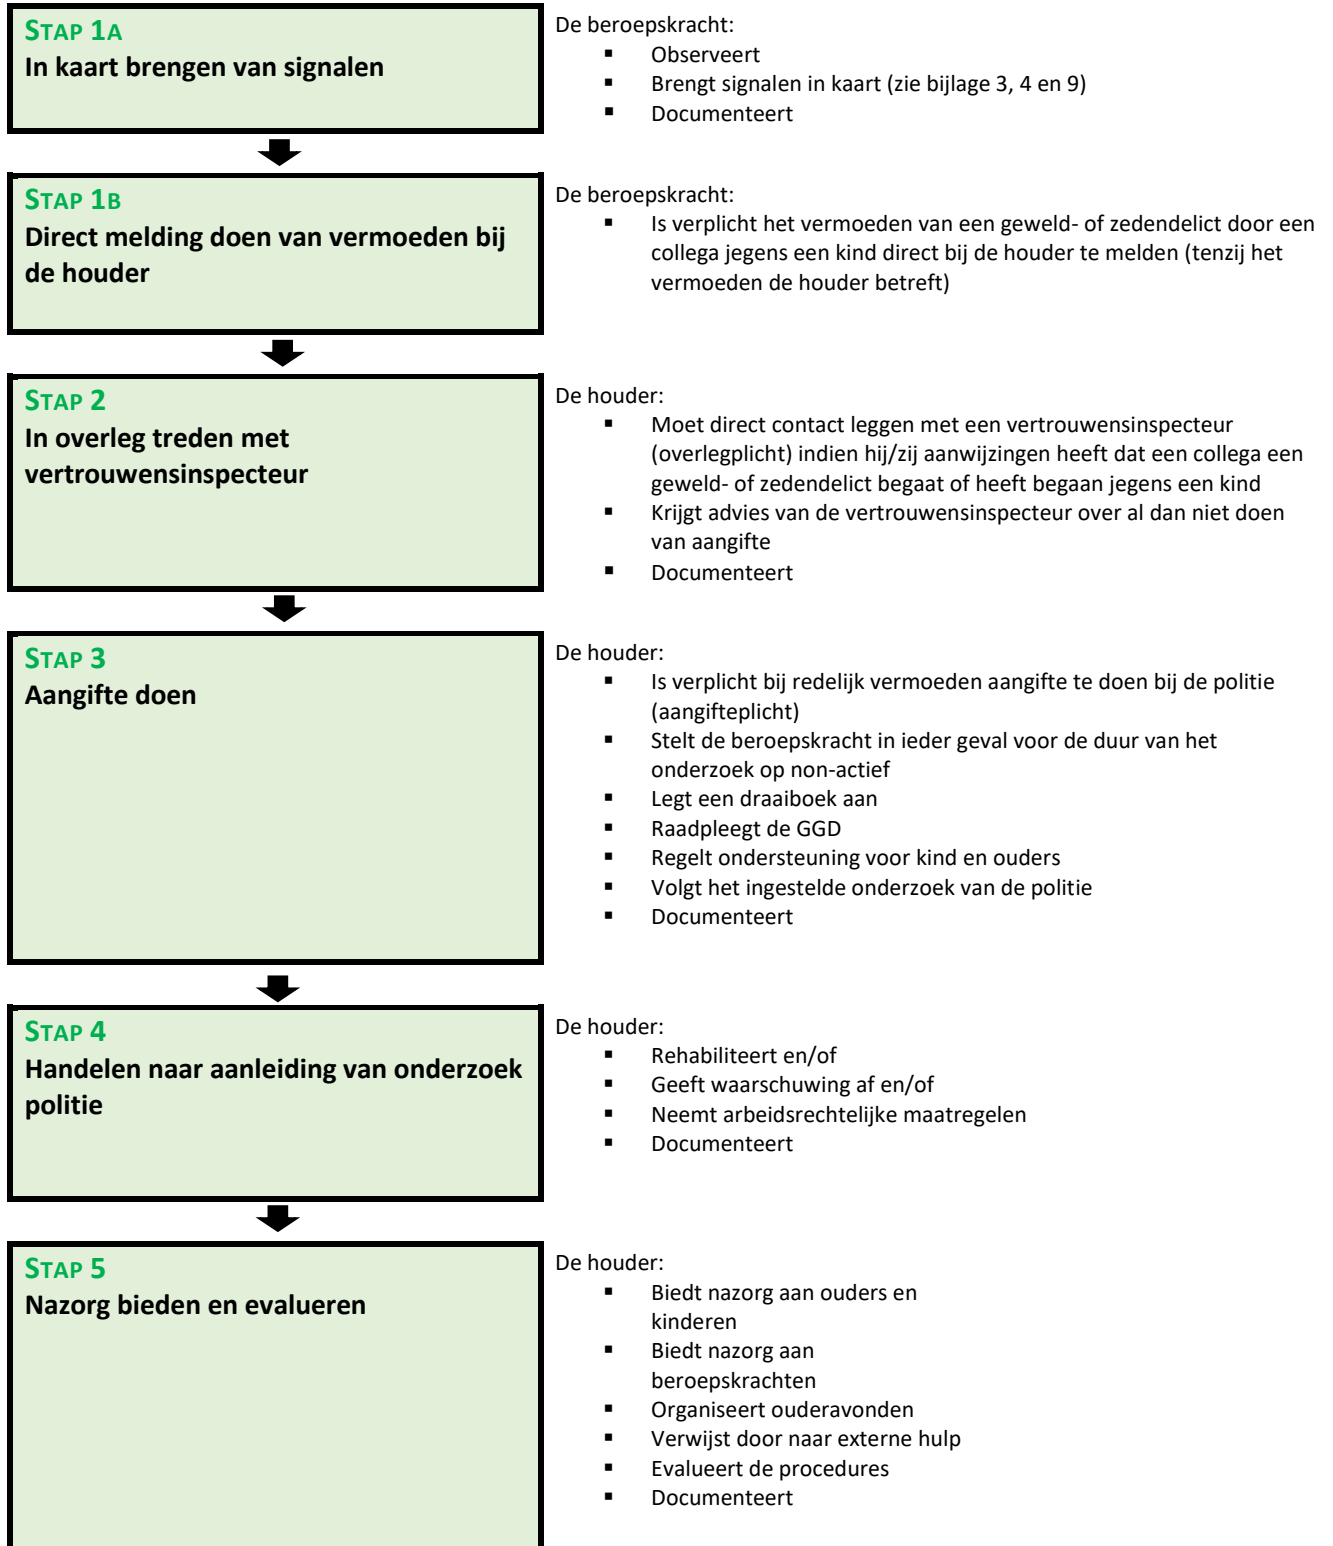 STAP 1A
In kaart brengen van signalen
De beroepskracht:
▪ Observeert
▪ Brengt signalen in kaart (zie bijlage 3, 4 en 9)
▪ Documenteert
STAP 1B
Direct melding doen van vermoeden bij
de houder
De beroepskracht:
▪ Is verplicht het vermoeden van een geweld- of zedendelict door een
collega jegens een kind direct bij de houder te melden (tenzij het
vermoeden de houder betreft)
STAP 2
In overleg treden met
vertrouwensinspecteur
De houder:
▪ Moet direct contact leggen met een vertrouwensinspecteur
(overlegplicht) indien hij/zij aanwijzingen heeft dat een collega een
geweld- of zedendelict begaat of heeft begaan jegens een kind
▪ Krijgt advies van de vertrouwensinspecteur over al dan niet doen
van aangifte
▪ Documenteert
STAP 3
Aangifte doen
De houder:
▪ Is verplicht bij redelijk vermoeden aangifte te doen bij de politie
(aangifteplicht)
▪ Stelt de beroepskracht in ieder geval voor de duur van het
onderzoek op non-actief
▪ Legt een draaiboek aan
▪ Raadpleegt de GGD
▪ Regelt ondersteuning voor kind en ouders
▪ Volgt het ingestelde onderzoek van de politie
▪ Documenteert
STAP 4
Handelen naar aanleiding van onderzoek
politie
De houder:
▪ Rehabiliteert en/of
▪ Geeft waarschuwing af en/of
▪ Neemt arbeidsrechtelijke maatregelen
▪ Documenteert
STAP 5
Nazorg bieden en evalueren
De houder:
▪ Biedt nazorg aan ouders en
kinderen
▪ Biedt nazorg aan
beroepskrachten
▪ Organiseert ouderavonden
▪ Verwijst door naar externe hulp
▪ Evalueert de procedures
▪ Documenteert